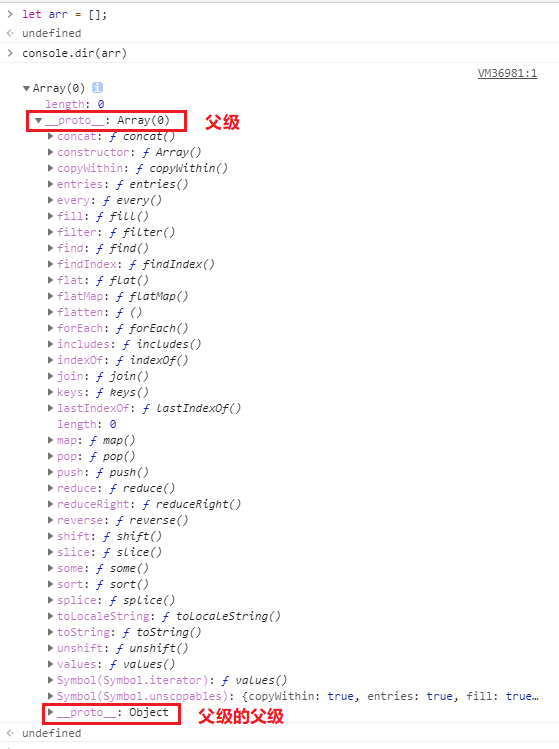 let arr = [];
undefined
console.dir(arr)
VM36981:1
Array(0) i
length: 0
__proto__: Array(0) 父级
concat: ƒ concat()
constructor: ƒ Array()
copyWithin: ƒ copyWithin()
entries: ƒ entries()
every: ƒ every()
fill: ƒ fill()
filter: ƒ filter()
find: ƒ find()
findIndex: ƒ findIndex()
flat: ƒ flat()
flatMap: ƒ flatMap()
flatten: ƒ ()
forEach: ƒ forEach()
includes: ƒ includes()
indexOf: ƒ indexOf()
join: ƒ join()
keys: ƒ keys()
lastIndexOf: ƒ lastIndexOf()
length: 0
map: ƒ map()
pop: ƒ pop()
push: ƒ push()
reduce: ƒ reduce()
reduceRight: ƒ reduceRight()
reverse: ƒ reverse()
shift: ƒ shift()
slice: ƒ slice()
some: ƒ some()
sort: ƒ sort()
splice: ƒ splice()
toLocaleString: ƒ toLocaleString()
toString: ƒ toString()
unshift: ƒ unshift()
values: ƒ values()
Symbol(Symbol.iterator): ƒ values()
Symbol(Symbol.unscopables): {copyWithin: true, entries: true, fill: true…
__proto__: Object 父级的父级
undefined